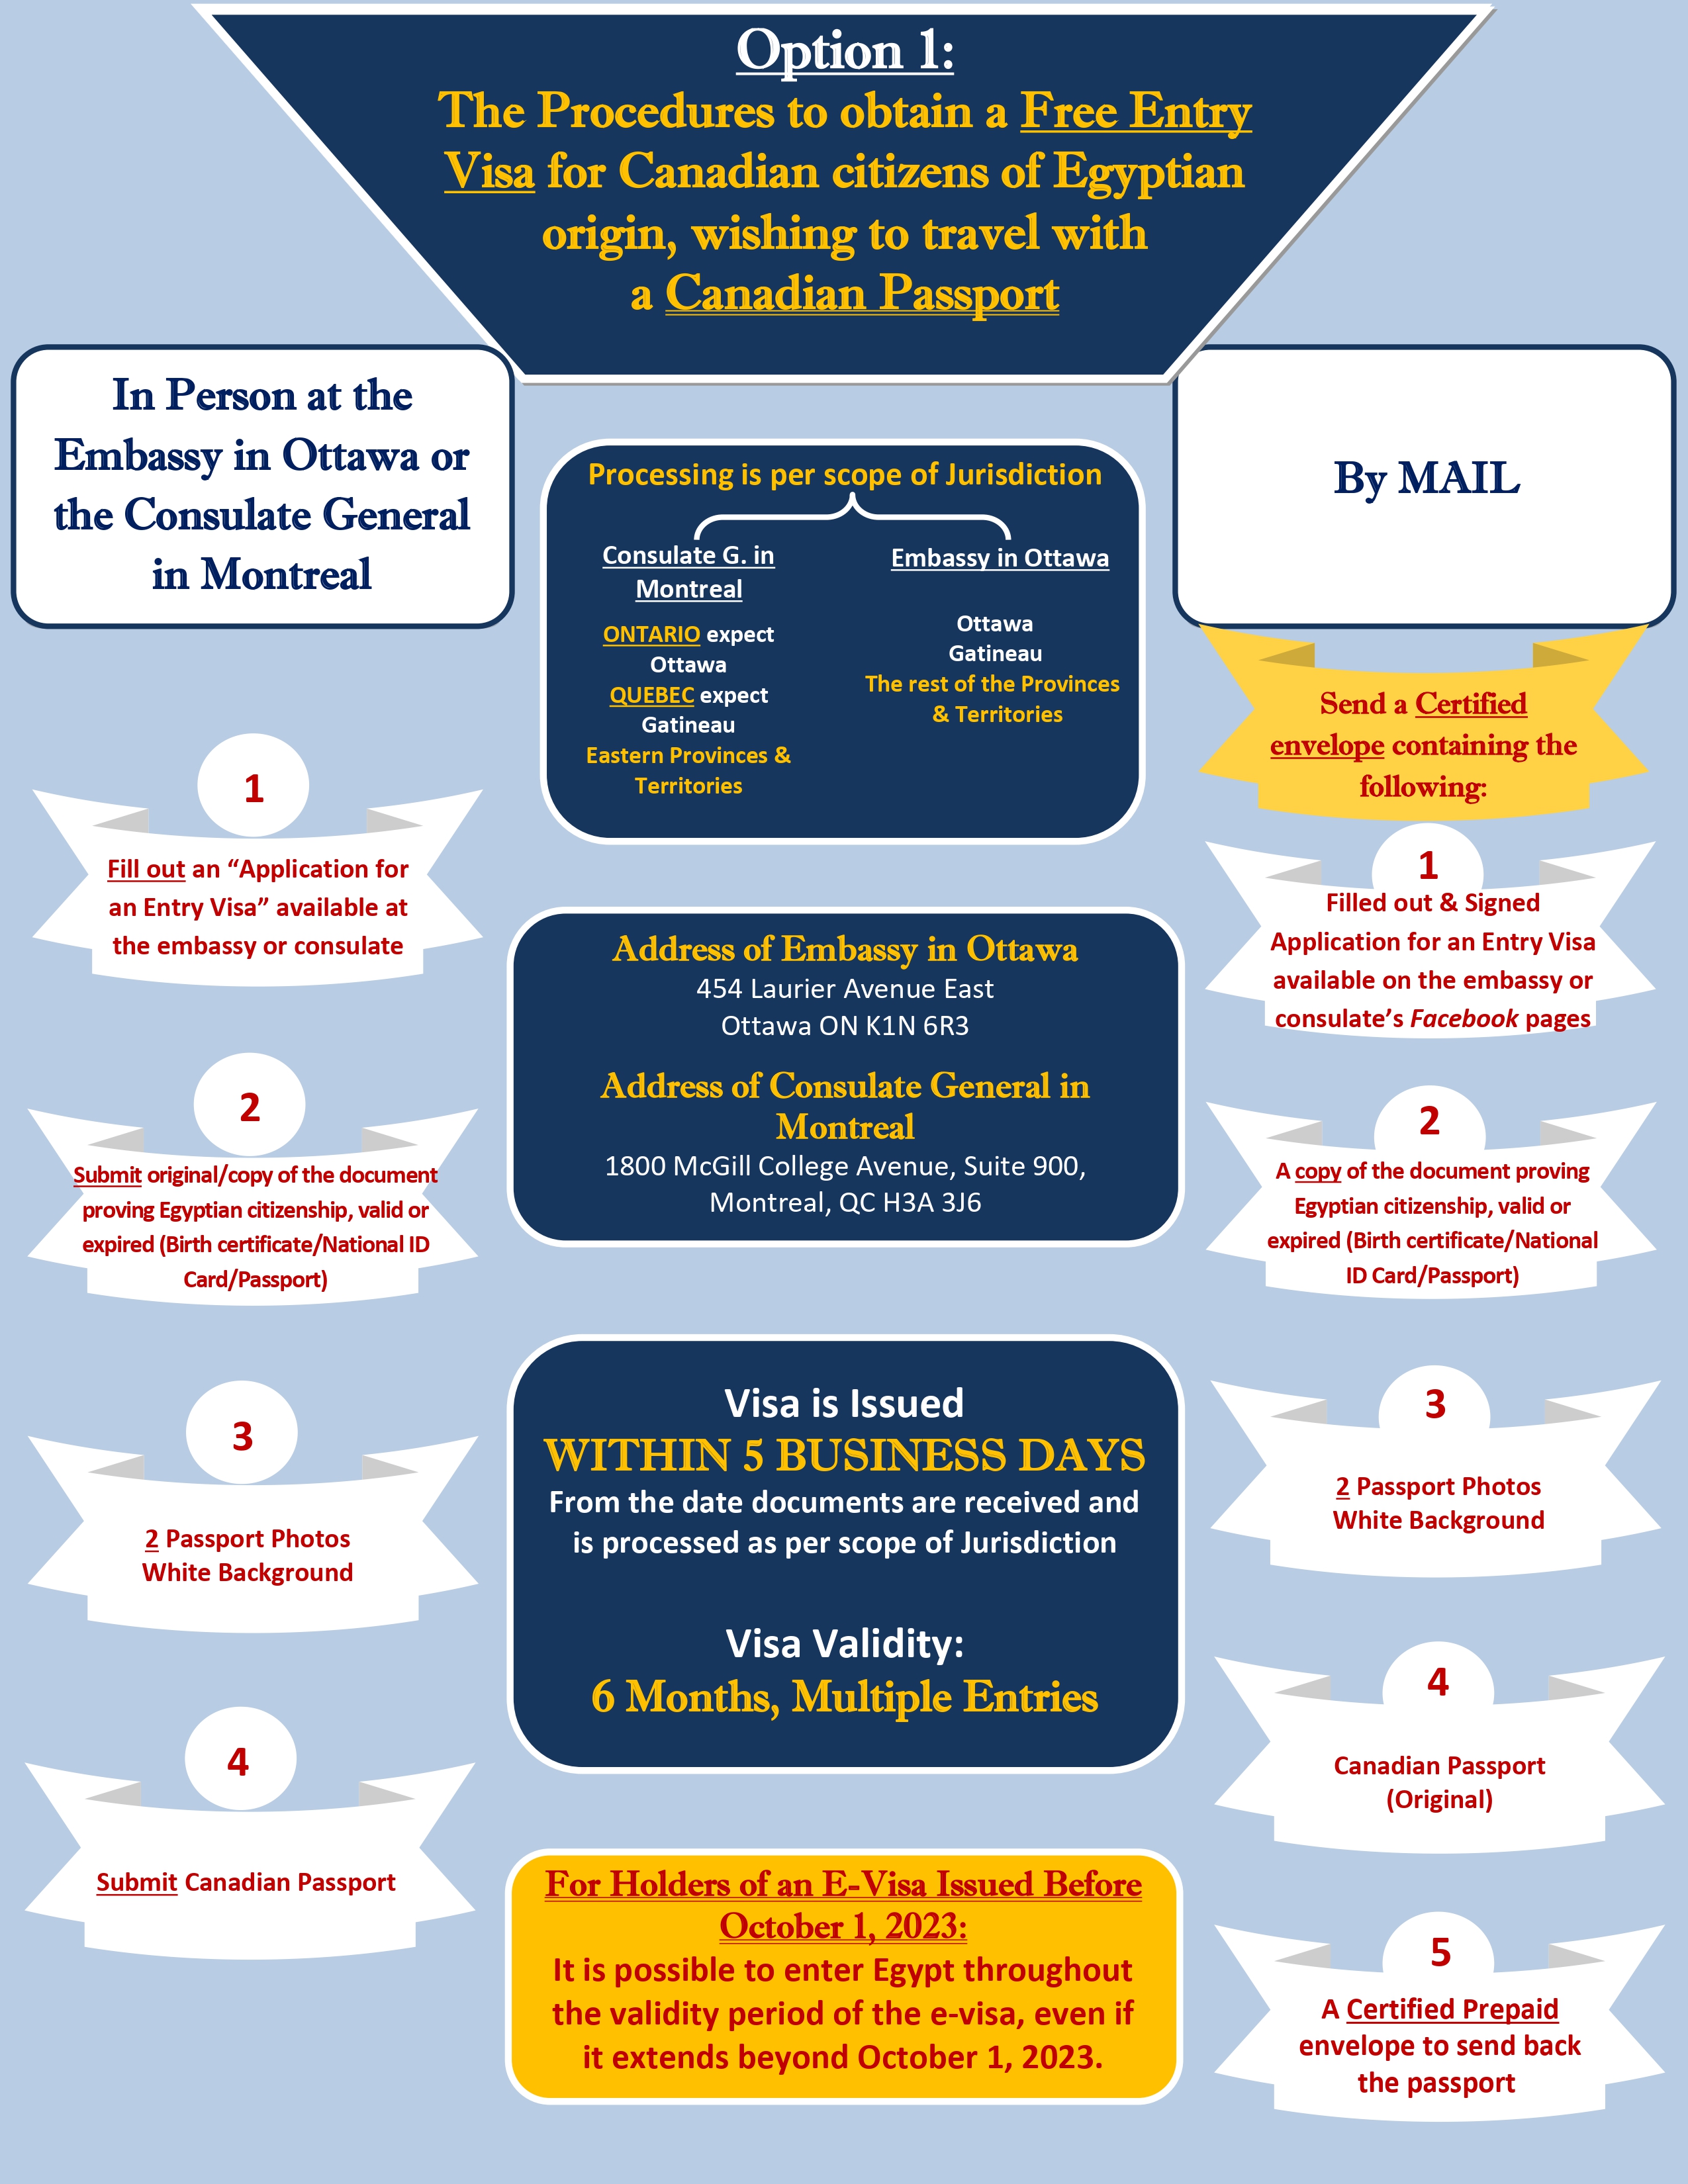 Option 1:
The Procedures to obtain a Free Entry
Visa for Canadian citizens of Egyptian
origin, wishing to travel with
a Canadian Passport
In Person at the
Embassy in Ottawa or
the Consulate General
in Montreal
1
Fill out an “Application for
an Entry Visa” available at
the embassy or consulate
2
Submit original/copy of the document
proving Egyptian citizenship, valid or
expired (Birth certificate/National ID
Card/Passport)
3
2 Passport Photos
White Background
4
Submit Canadian Passport
Processing is per scope of Jurisdiction
Consulate G. in
Montreal
ONTARIO expect
Ottawa
QUEBEC expect
Gatineau
Eastern Provinces &
Territories
Embassy in Ottawa
Ottawa
Gatineau
The rest of the Provinces
& Territories
Address of Embassy in Ottawa
454 Laurier Avenue East
Ottawa ON K1N 6R3
Address of Consulate General in
Montreal
1800 McGill College Avenue, Suite 900,
Montreal, QC H3A 3J6
Visa is Issued
WITHIN 5 BUSINESS DAYS
From the date documents are received and
is processed as per scope of Jurisdiction
Visa Validity:
6 Months, Multiple Entries
For Holders of an E-Visa Issued Before
October 1, 2023:
It is possible to enter Egypt throughout
the validity period of the e-visa, even if
it extends beyond October 1, 2023.
By MAIL
Send a Certified
envelope containing the
following:
1
Filled out & Signed
Application for an Entry Visa
available on the embassy or
consulate’s Facebook pages
2
A copy of the document proving
Egyptian citizenship, valid or
expired (Birth certificate/National
ID Card/Passport)
3
2 Passport Photos
White Background
4
Canadian Passport
(Original)
5
A Certified Prepaid
envelope to send back
the passport